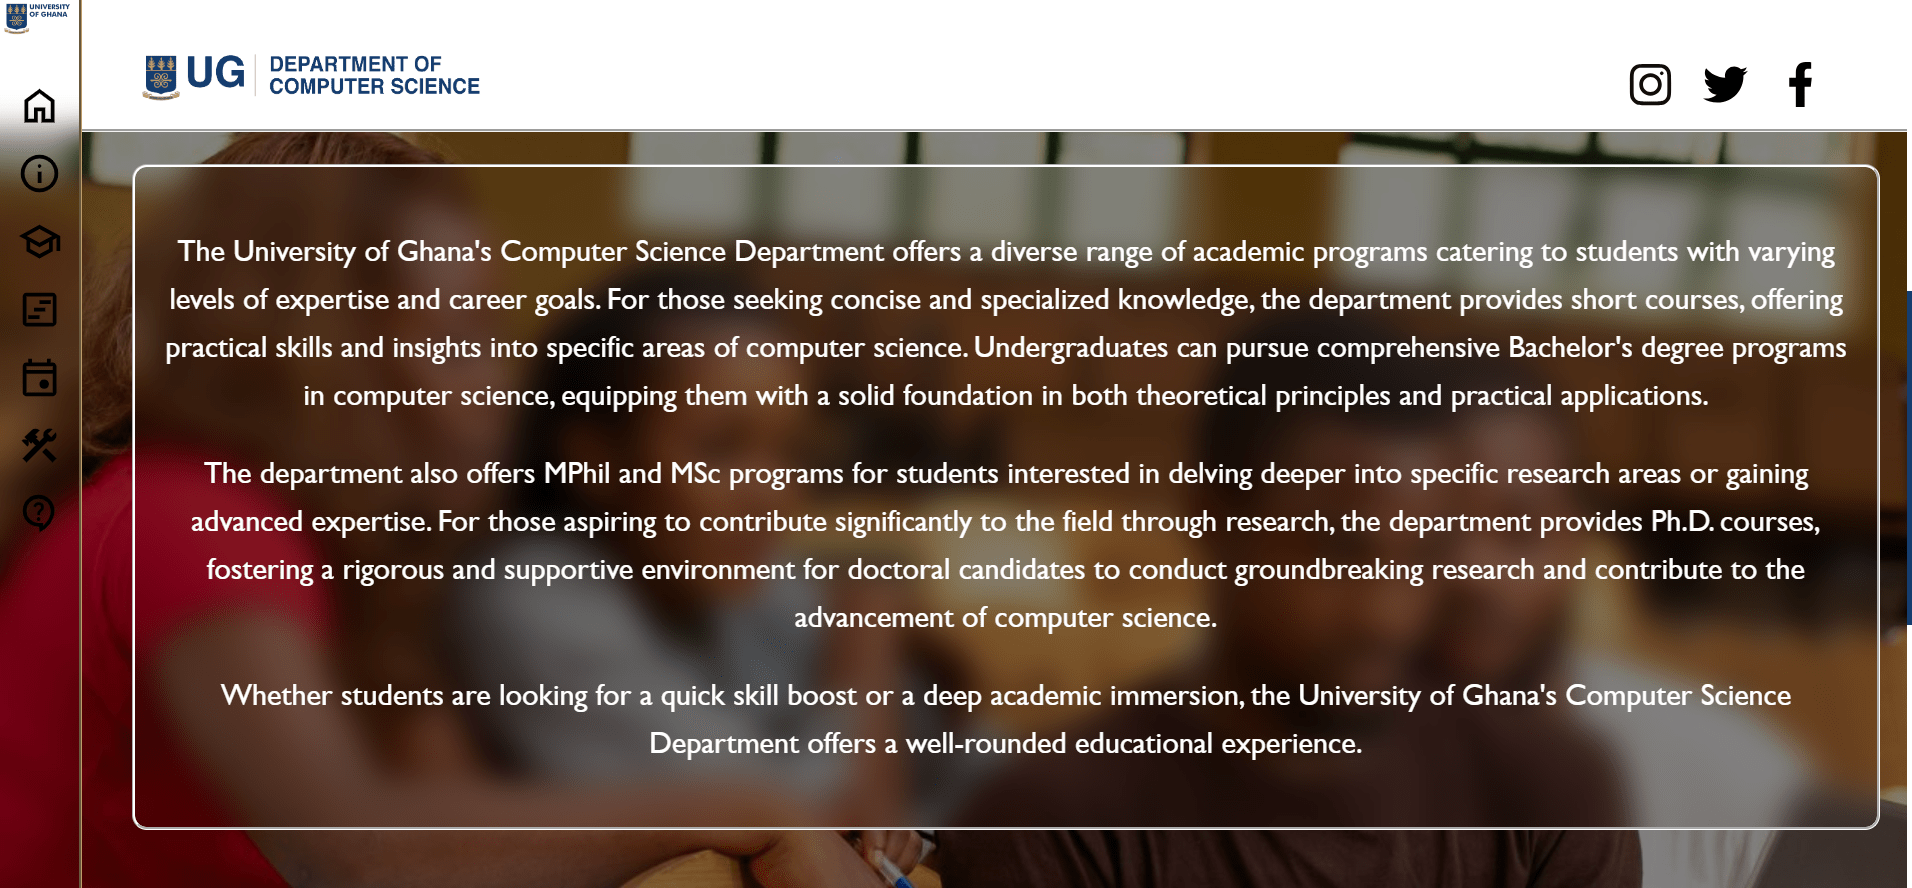 UNIVERSITY
OF GHANA
UG
DEPARTMENT OF
COMPUTER SCIENCE
The University of Ghana's Computer Science Department offers a diverse range of academic programs catering to students with varying
levels of expertise and career goals. For those seeking concise and specialized knowledge, the department provides short courses, offering
practical skills and insights into specific areas of computer science. Undergraduates can pursue comprehensive Bachelor's degree programs
in computer science, equipping them with a solid foundation in both theoretical principles and practical applications.
The department also offers MPhil and MSc programs for students interested in delving deeper into specific research areas or gaining
advanced expertise. For those aspiring to contribute significantly to the field through research, the department provides Ph.D. courses,
fostering a rigorous and supportive environment for doctoral candidates to conduct groundbreaking research and contribute to the
advancement of computer science.
Whether students are looking for a quick skill boost or a deep academic immersion, the University of Ghana's Computer Science
Department offers a well-rounded educational experience.